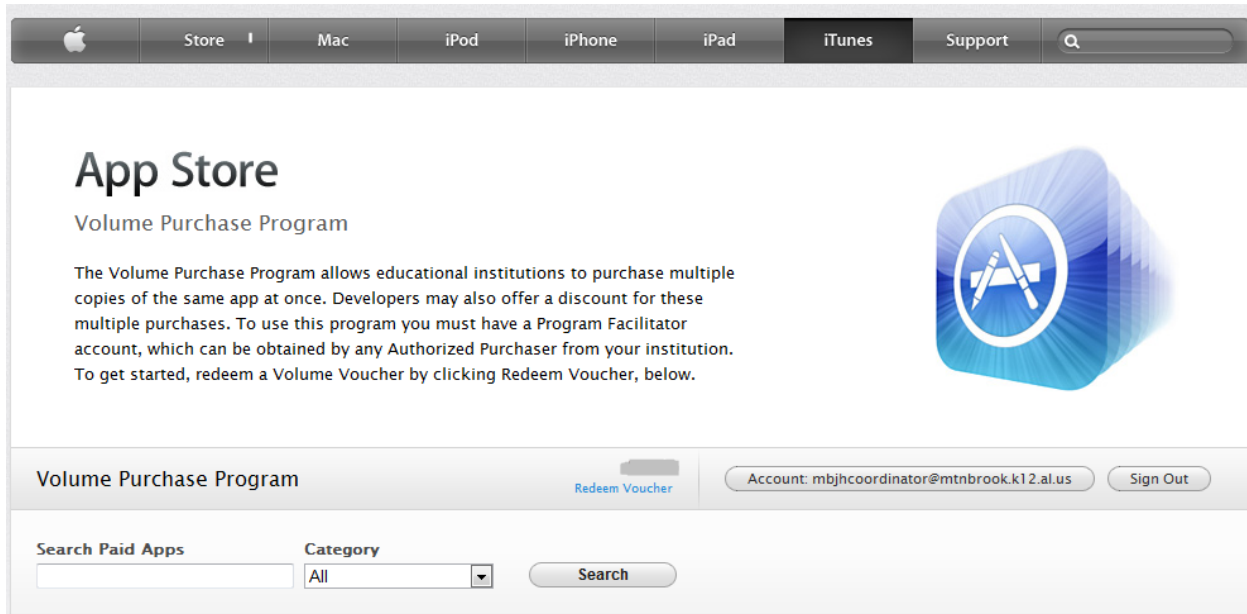 Store Mac iPod iPhone iPad iTunes Support
App Store
Volume Purchase Program
The Volume Purchase Program allows educational institutions to purchase multiple
copies of the same app at once. Developers may also offer a discount for these
multiple purchases. To use this program you must have a Program Facilitator
account, which can be obtained by any Authorized Purchaser from your institution.
To get started, redeem a Volume Voucher by clicking Redeem Voucher, below.
Volume Purchase Program
Redeem Voucher
Account: mbjhcoordinator@mtnbrook.k12.al.us Sign Out
Search Paid Apps Category
All Search